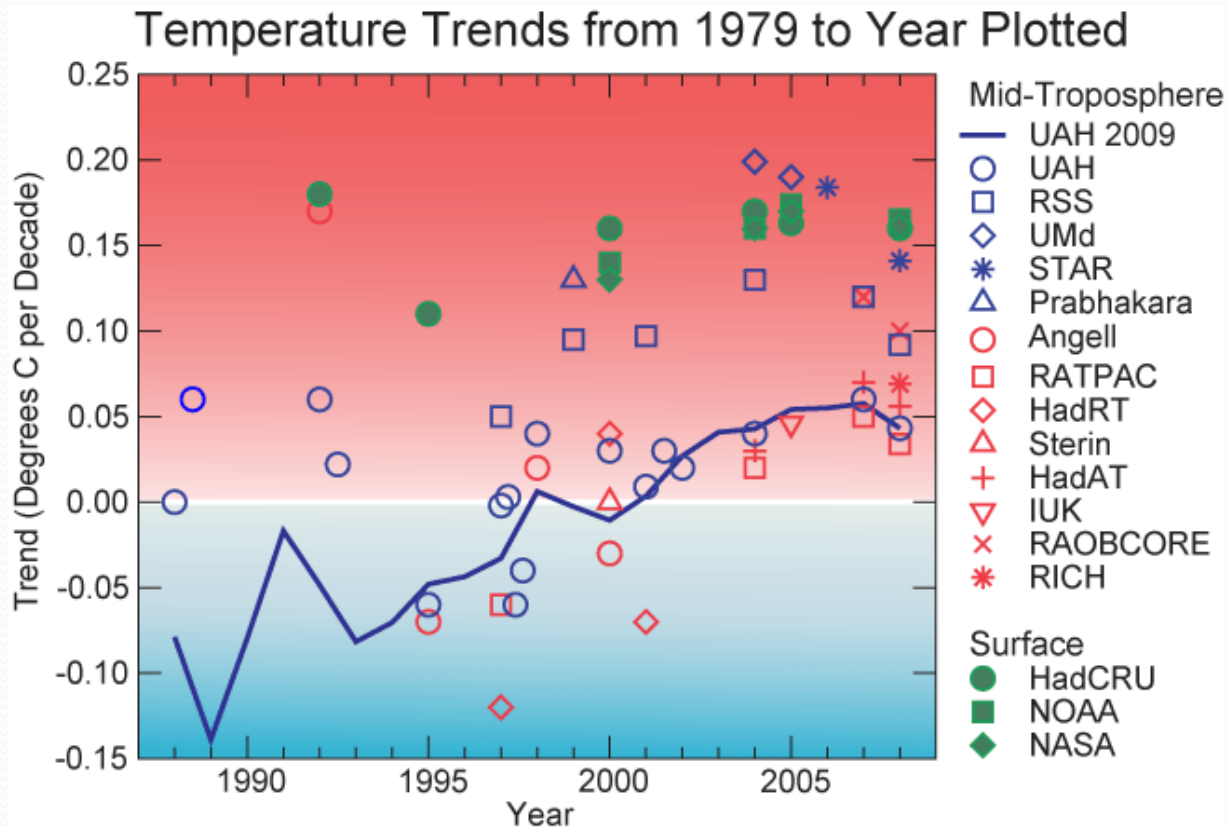 Temperature Trends from 1979 to Year Plotted
Trend (Degrees C per Decade)
0.25
0.20
0.15
0.10
0.05
0.00
-0.05
-0.10
-0.15
1990
1995
2000
2005
Year
Mid-Troposphere
UAH 2009
UAH
RSS
UMd
STAR
Prabhakara
Angell
RATPAC
HadRT
Sterin
HadAT
IUK
RAOBCORE
RICH
Surface
HadCRU
NOAA
NASA